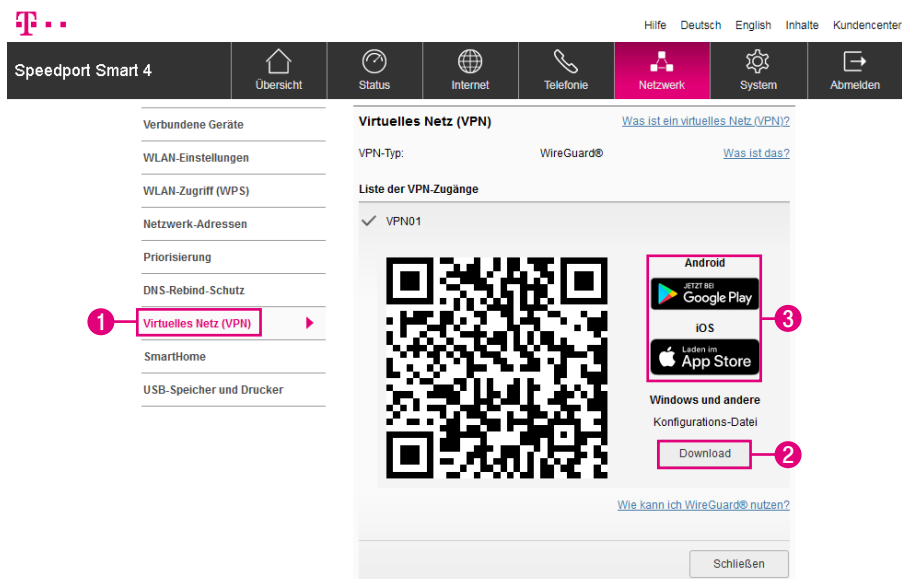 T
Hilfe Deutsch English Inhalte Kundencenter
Speedport Smart 4
Übersicht
Status
Internet
Telefonie
Netzwerk
System
Abmelden
Verbundene Geräte
WLAN-Einstellungen
WLAN-Zugriff (WPS)
Netzwerk-Adressen
Priorisierung
DNS-Rebind-Schutz
1
Virtuelles Netz (VPN)
SmartHome
USB-Speicher und Drucker
Virtuelles Netz (VPN)
Was ist ein virtuelles Netz (VPN)?
VPN-Typ: WireGuard®
Was ist das?
Liste der VPN-Zugänge
VPN01
Android
JETZT BEI
Google Play
3
iOS
Laden im
App Store
Windows und andere
Konfigurations-Datei
Download
2
Wie kann ich WireGuard® nutzen?
Schließen